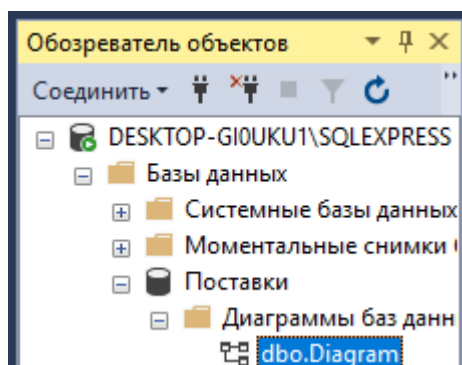 Обозреватель объектов
Соединить
DESKTOP-GI0UKU1\SQLEXPRESS
Базы данных
Системные базы данных
Моментальные снимки
Поставки
Диаграммы баз данн
dbo.Diagram